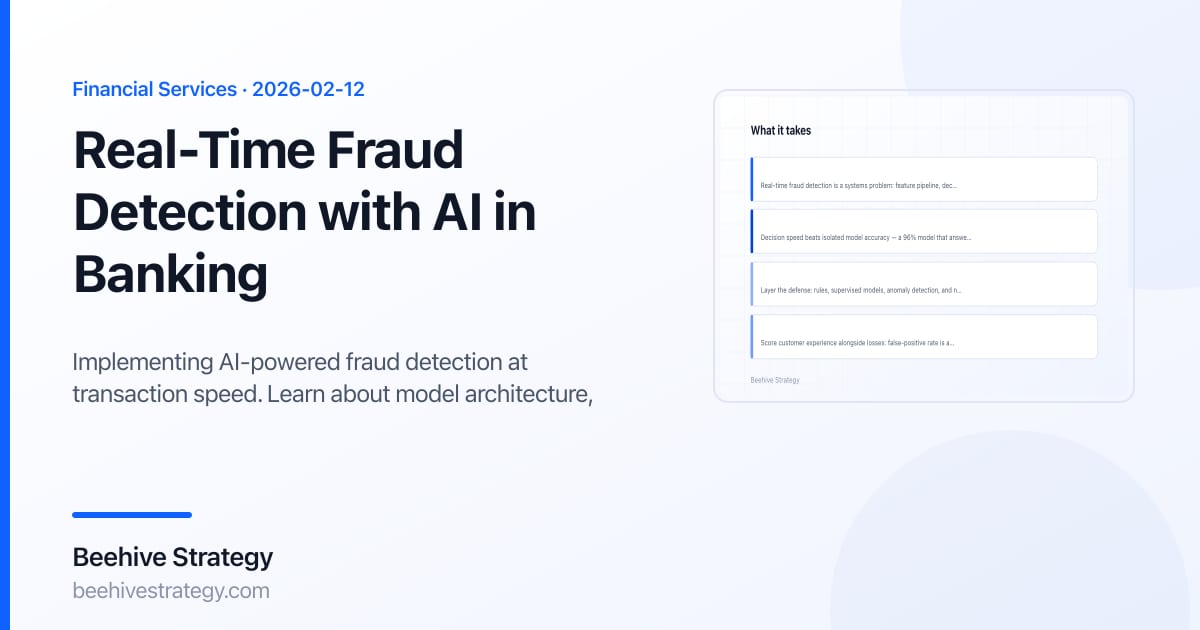 Financial Services · 2026-02-12
Real-Time Fraud
Detection with AI in
Banking
Implementing AI-powered fraud detection at
transaction speed. Learn about model architecture,
Beehive Strategy
beehivestrategy.com
What it takes
Real-time fraud detection is a systems problem: feature pipeline, dec...
Decision speed beats isolated model accuracy — a 96% model that answe...
Layer the defense: rules, supervised models, anomaly detection, and n...
Score customer experience alongside losses: false-positive rate is a...
Beehive Strategy